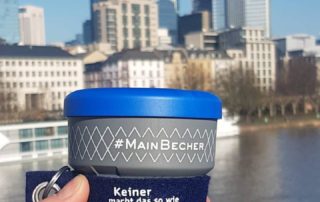 #MAINBECHER
Keiner
macht das so wie